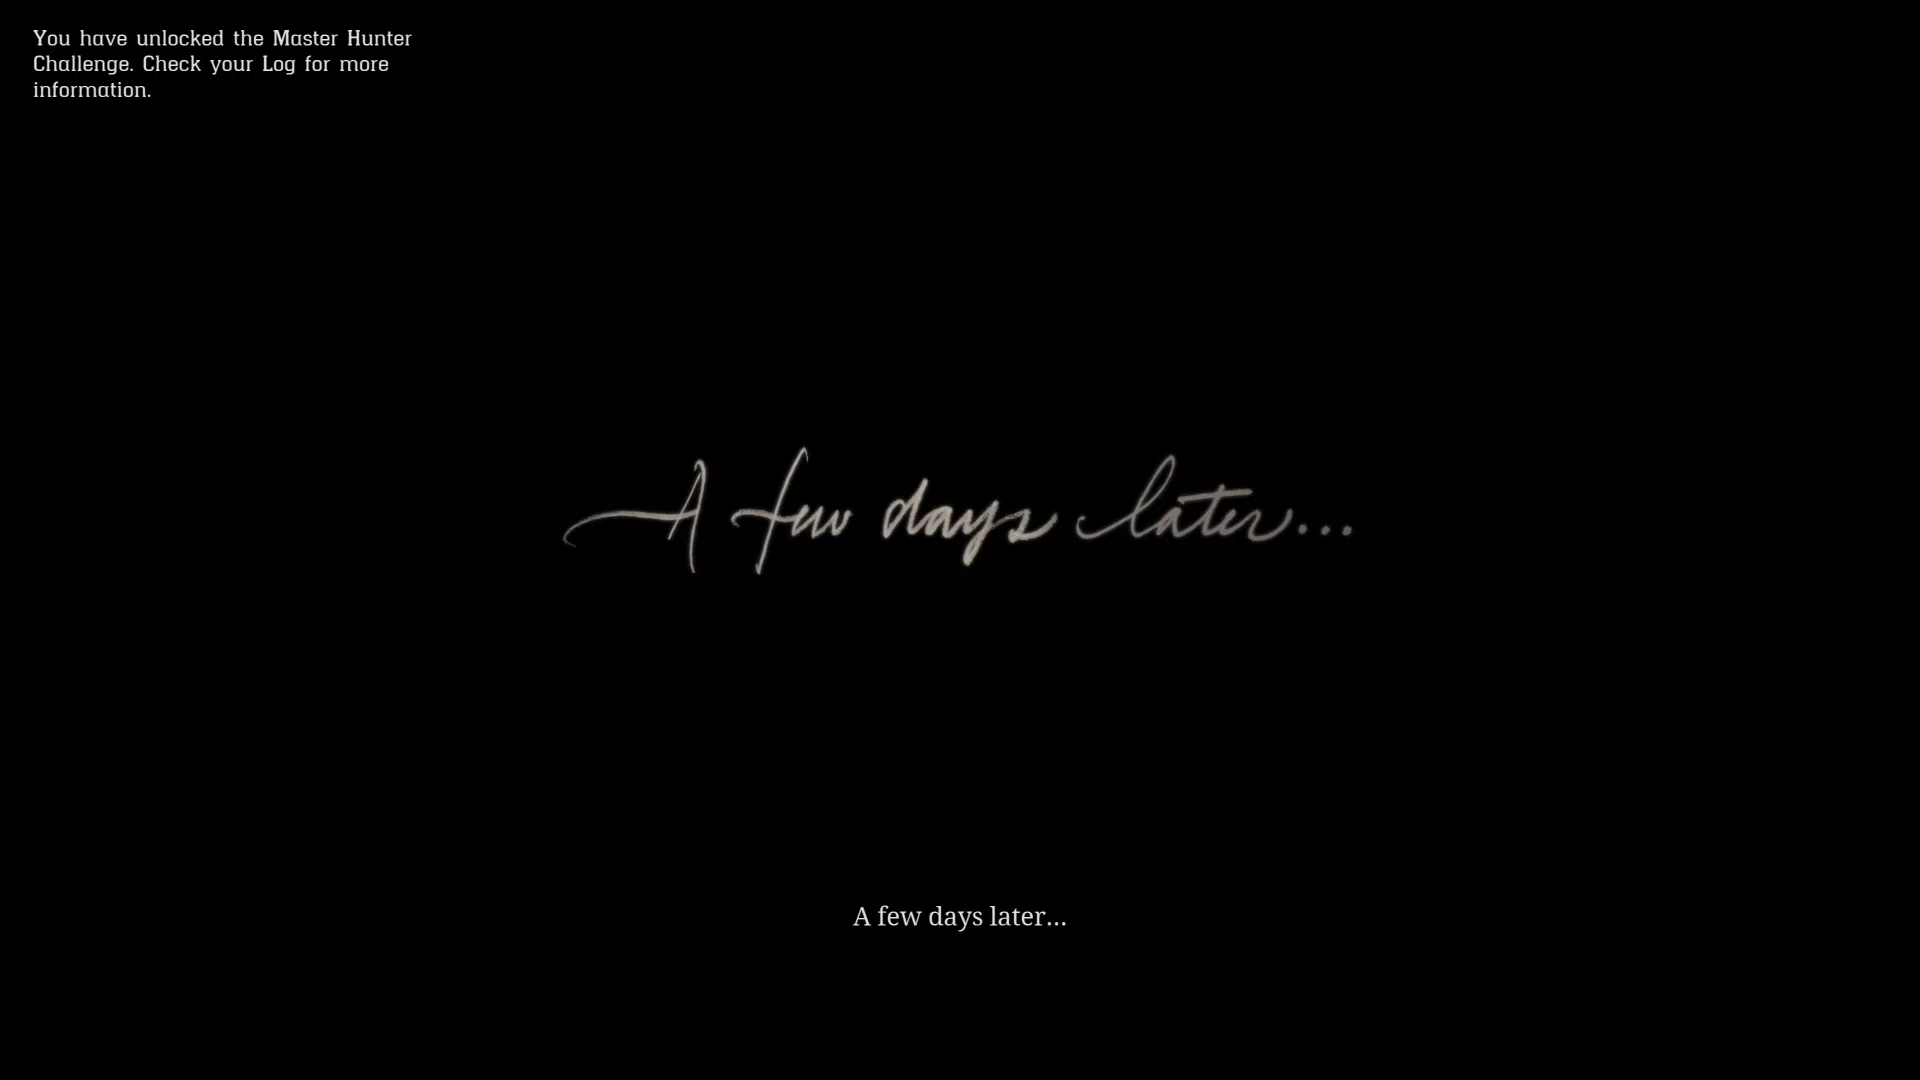 You have unlocked the Master Hunter
Challenge. Check your Log for more
information.
A few days later...
A few days later...